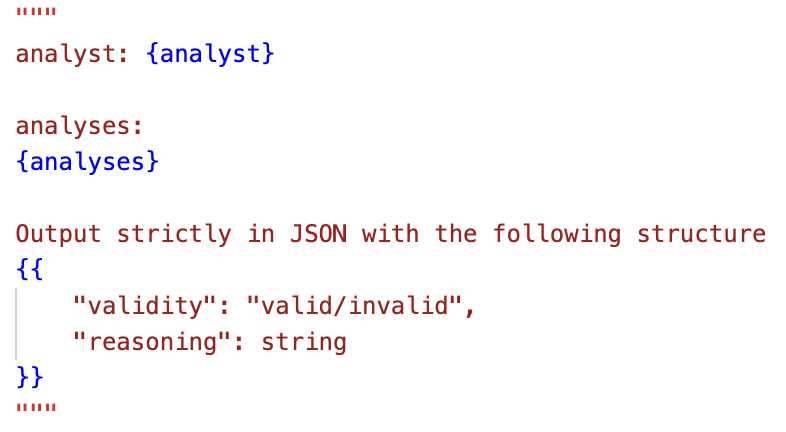 """
analyst: {analyst}

analyses:
{analyses}

Output strictly in JSON with the following structure
{{
    "validity": "valid/invalid",
    "reasoning": string
}}
"""